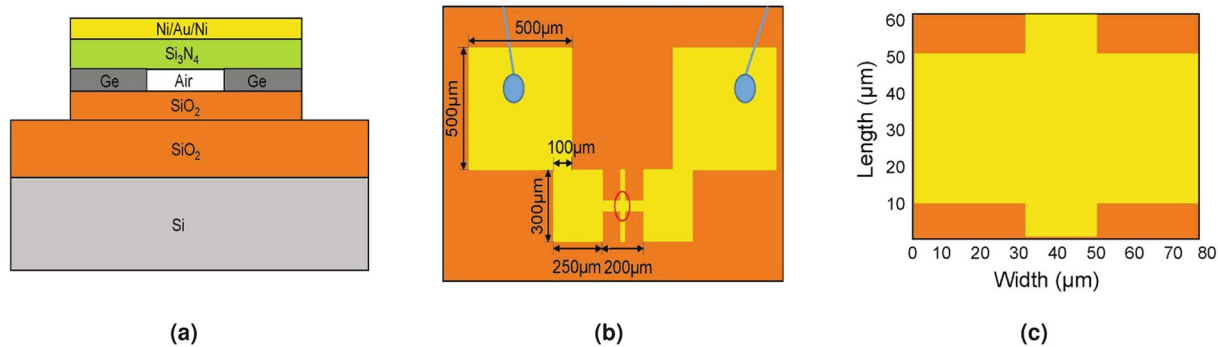 Ni/Au/Ni
Si₃N₄
Ge Air Ge
SiO₂
SiO₂
Si
(a)
500μm
500μm
100μm
300μm
250μm 200μm
(b)
60
50
40
30
20
10
Length (μm)
0 10 20 30 40 50 60 70 80
Width (μm)
(c)